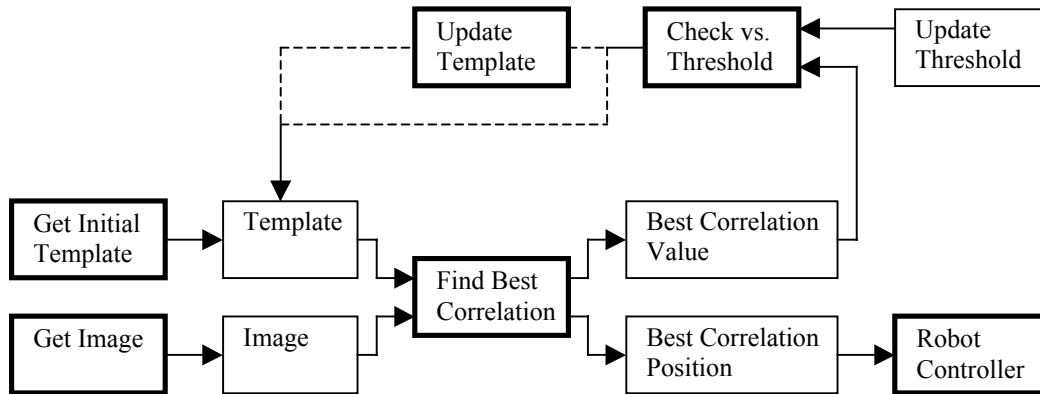 Update
Template
Check vs.
Threshold
Update
Threshold
Get Initial
Template
Template
Best Correlation
Value
Find Best
Correlation
Get Image
Image
Best Correlation
Position
Robot
Controller